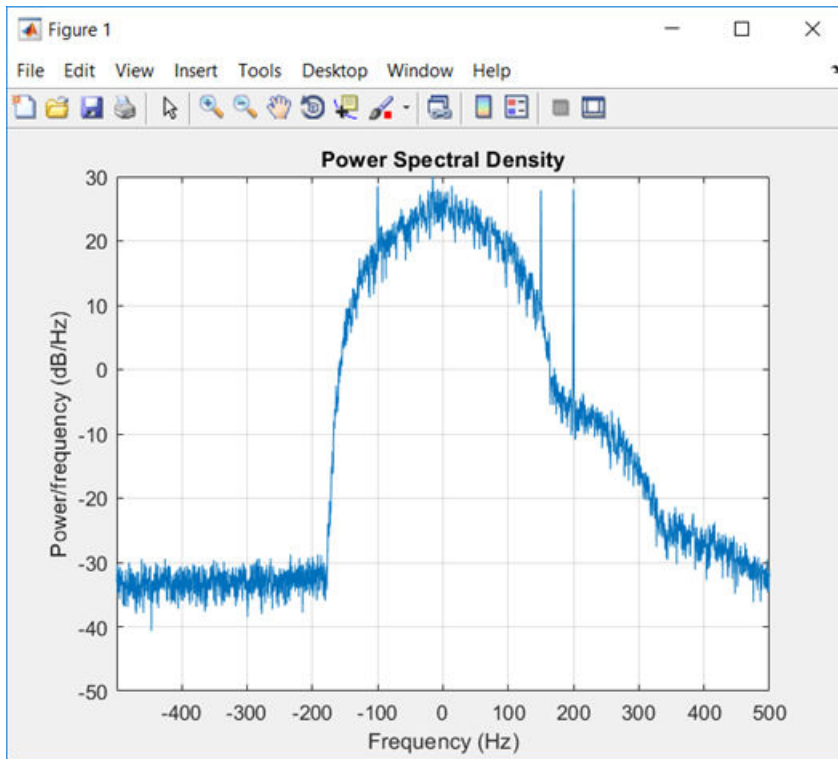 Figure 1
File Edit View Insert Tools Desktop Window Help
Power Spectral Density
30
20
10
0
-10
-20
-30
-40
-50
Power/frequency (dB/Hz)
-400 -300 -200 -100 0 100 200 300 400 500
Frequency (Hz)